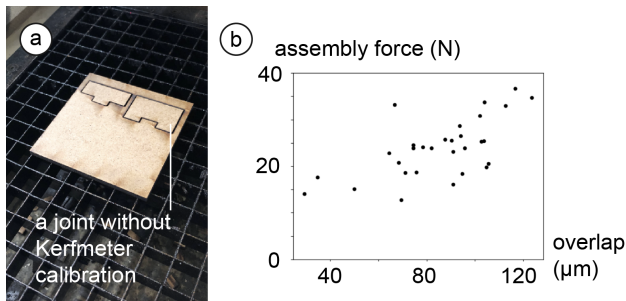 a
a joint without
Kerfmeter
calibration
b
assembly force (N)
40
20
0
40
80
120
overlap
(µm)